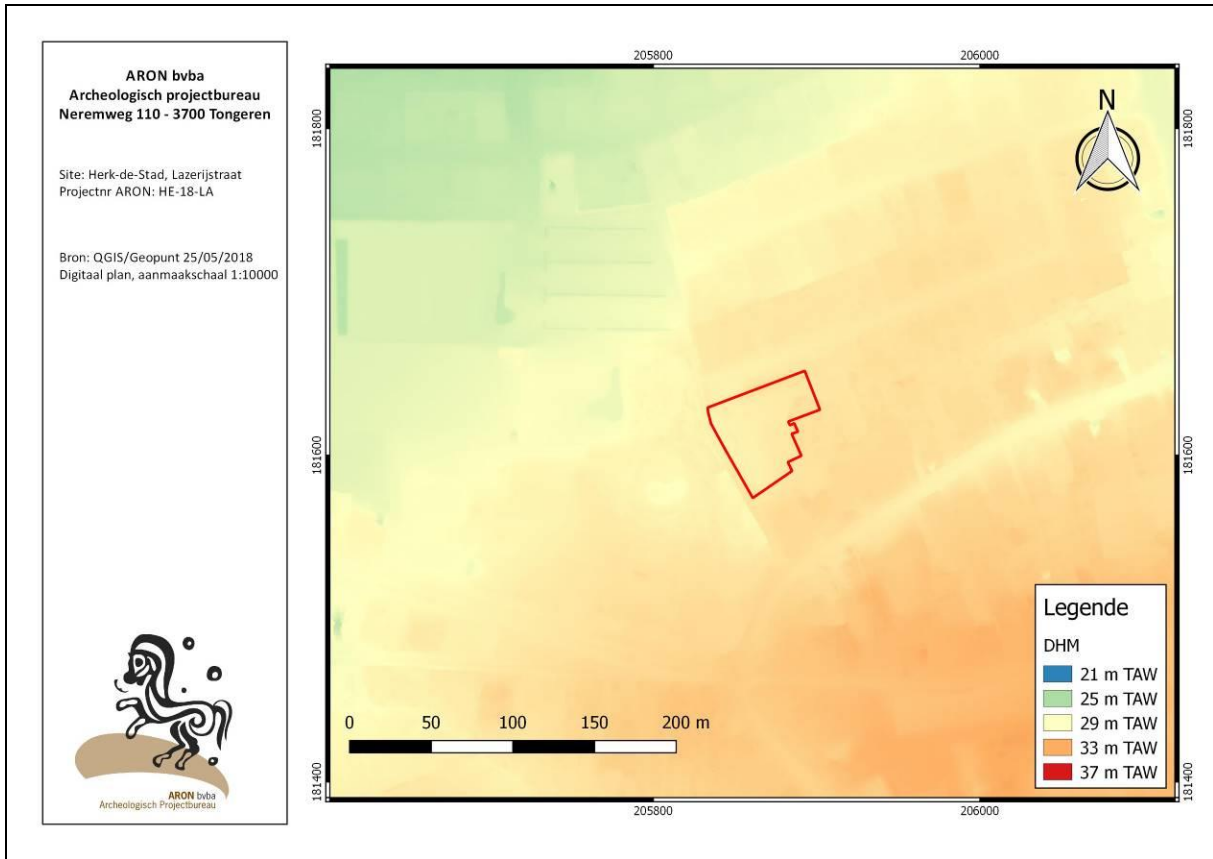 ARON bvba
Archeologisch projectbureau
Neremweg 110 - 3700 Tongeren
Site: Herk-de-Stad, Lazerijstraat
Projectnr ARON: HE-18-LA
Bron: QGIS/Geopunt 25/05/2018
Digitaal plan, aanmaakschaal 1:10000
ARON bvba
Archeologisch Projectbureau
205800 206000
181800 181800
N
181600 181600
0 50 100 150 200 m
Legende
DHM
21 m TAW
25 m TAW
29 m TAW
33 m TAW
37 m TAW
181400 181400
205800 206000